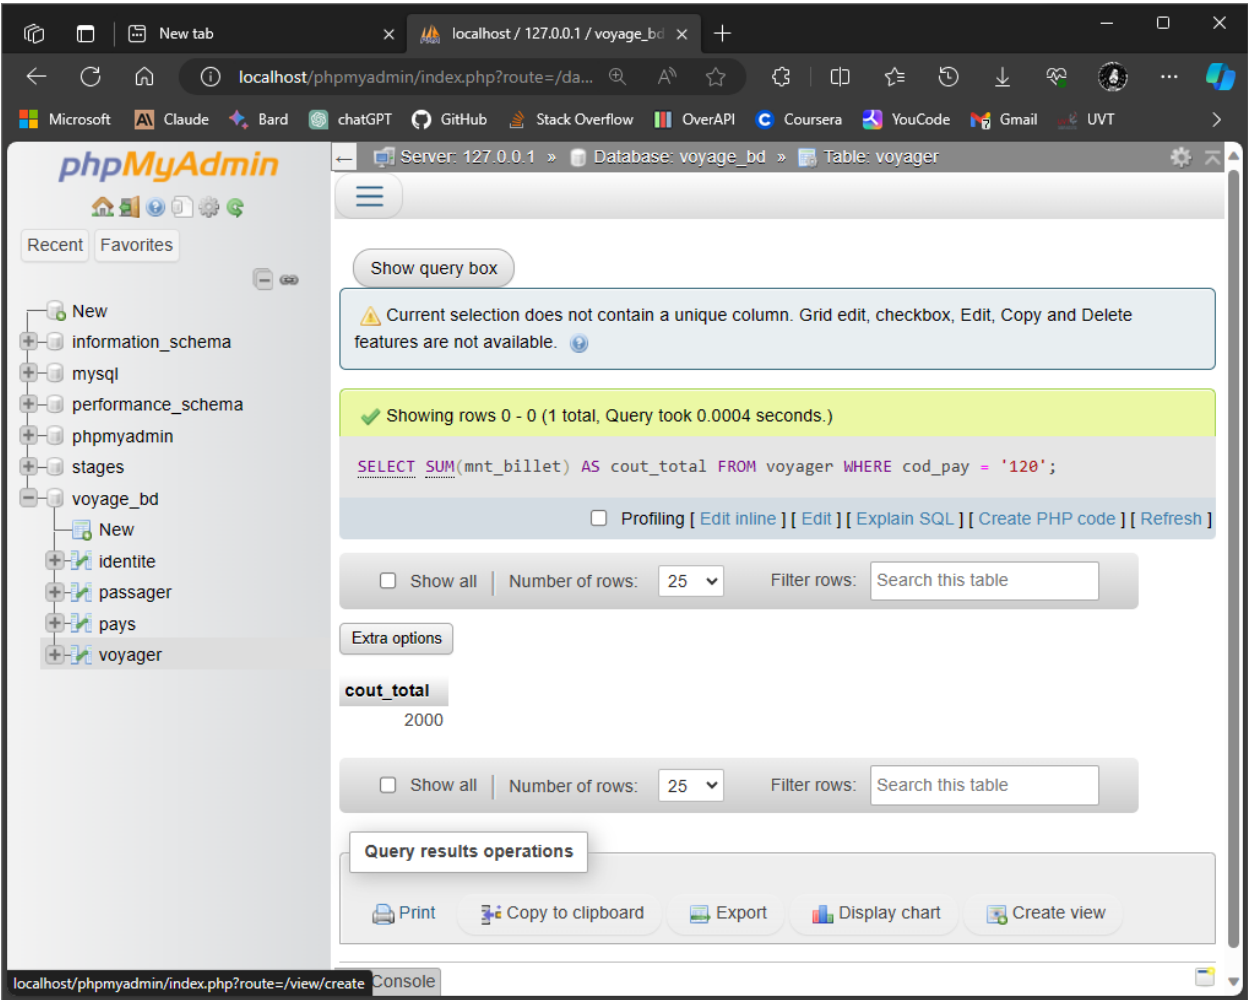 New tab
localhost / 127.0.0.1 / voyage_bd
localhost/phpmyadmin/index.php?route=/da...
Microsoft Claude Bard chatGPT GitHub Stack Overflow OverAPI Coursera YouCode Gmail UVT
phpMyAdmin
Recent Favorites
New
information_schema
mysql
performance_schema
phpmyadmin
stages
voyage_bd
New
identite
passager
pays
voyager
Server: 127.0.0.1 » Database: voyage_bd » Table: voyager
Show query box
Current selection does not contain a unique column. Grid edit, checkbox, Edit, Copy and Delete
features are not available.
Showing rows 0 - 0 (1 total, Query took 0.0004 seconds.)
SELECT SUM(mnt_billet) AS cout_total FROM voyager WHERE cod_pay = '120';
Profiling [ Edit inline ] [ Edit ] [ Explain SQL ] [ Create PHP code ] [ Refresh ]
Show all Number of rows: 25 Filter rows: Search this table
Extra options
cout_total
2000
Show all Number of rows: 25 Filter rows: Search this table
Query results operations
Print Copy to clipboard Export Display chart Create view
localhost/phpmyadmin/index.php?route=/view/create Console